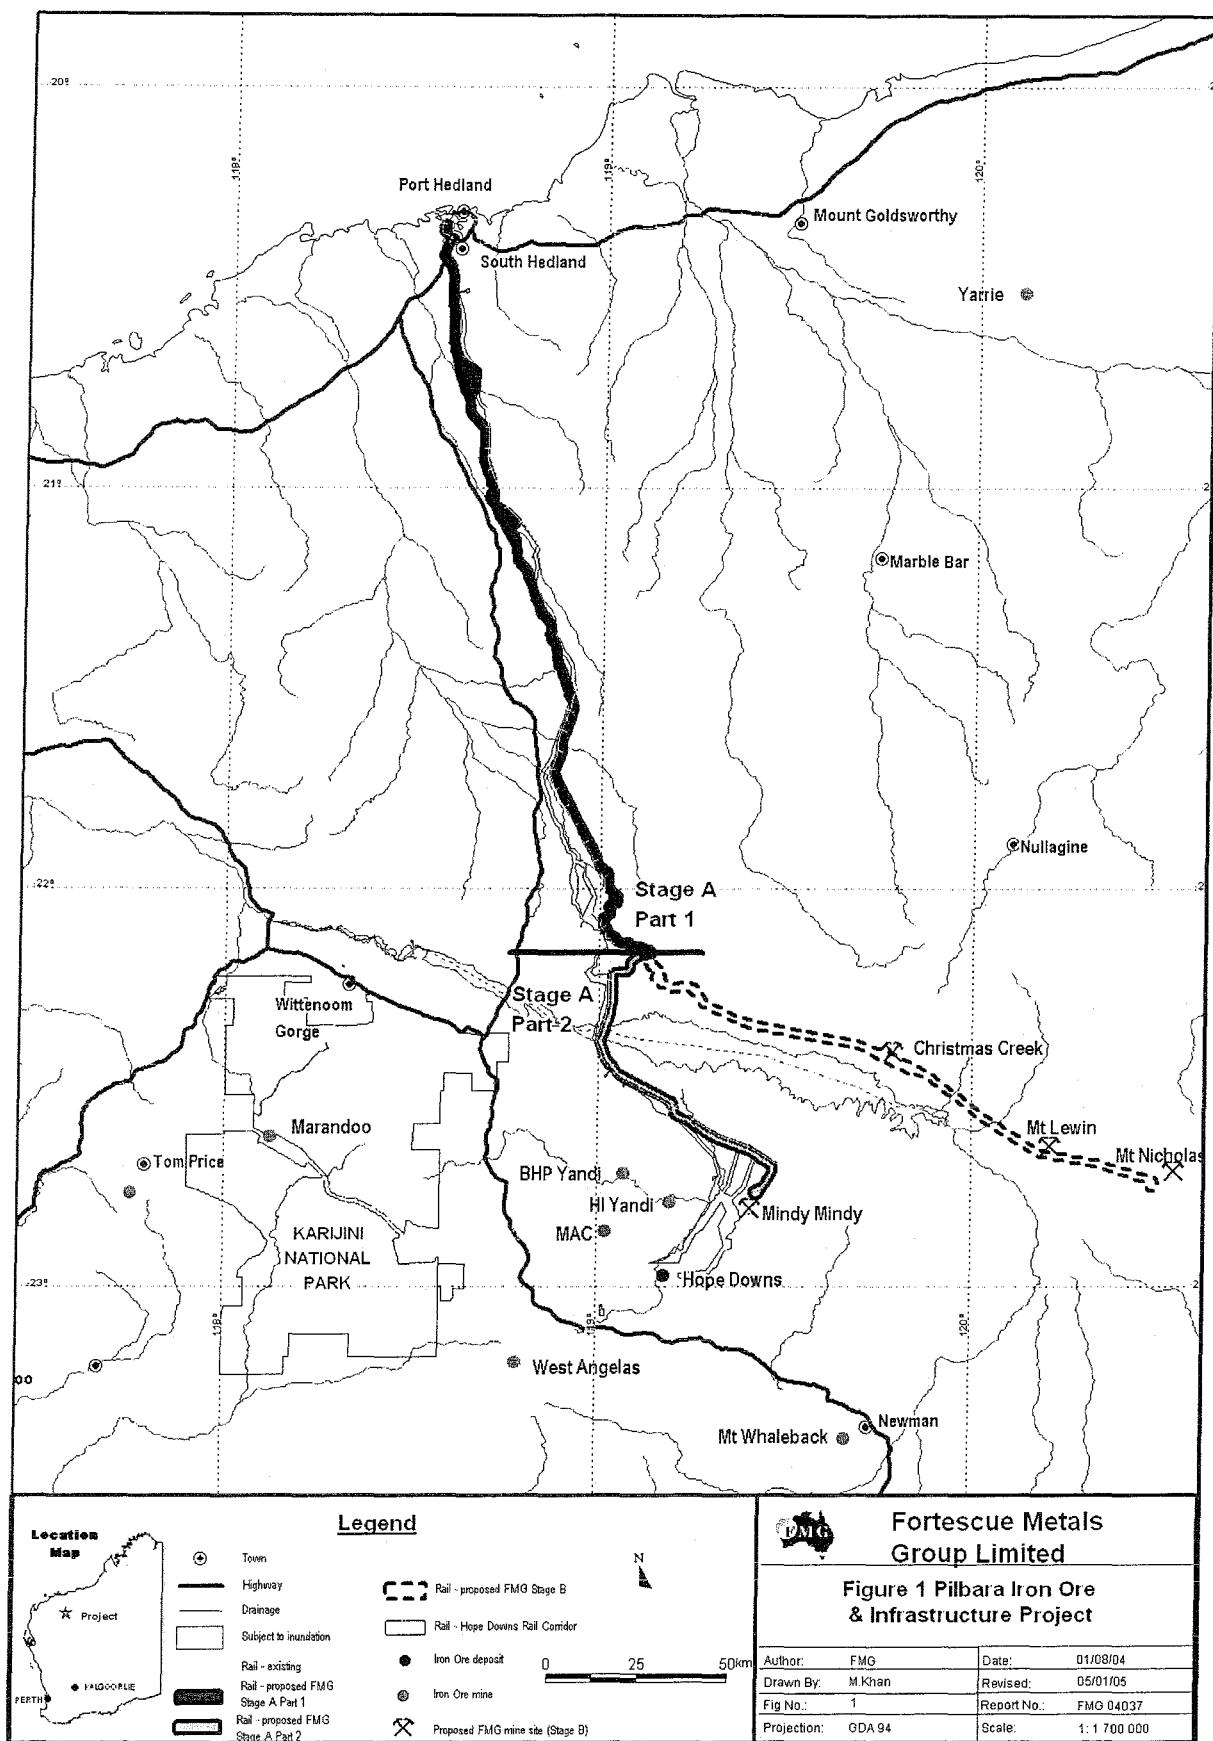 20°
118°
119°
120°
Port Hedland
Mount Goldsworthy
South Hedland
Yarrie
21°
Marble Bar
Nullagine
22°
Stage A
Part 1
Stage A
Part 2
Wittenoom
Gorge
Christmas Creek
Mt Lewin
Mt Nicholas
Marandoo
Tom Price
BHP Yandi
HI Yandi
Mindy Mindy
MAC
KARIJINI
NATIONAL
PARK
Hope Downs
23°
118°
119°
120°
West Angelas
00
Newman
Mt Whaleback
Location
Map
Project
KALGOORLIE
PERTH
Legend
Town
Highway
Drainage
Subject to inundation
Rail - existing
Rail - proposed FMG
Stage A Part 1
Rail - proposed FMG
Stage A Part 2
Rail - proposed FMG Stage B
Rail - Hope Downs Rail Corridor
Iron Ore deposit
Iron Ore mine
Proposed FMG mine site (Stage B)
N
0 25 50km
FMG
Fortescue Metals
Group Limited
Figure 1 Pilbara Iron Ore
& Infrastructure Project
Author: FMG Date: 01/08/04
Drawn By: M.Khan Revised: 05/01/05
Fig No.: 1 Report No.: FMG 04037
Projection: GDA 94 Scale: 1: 1 700 000